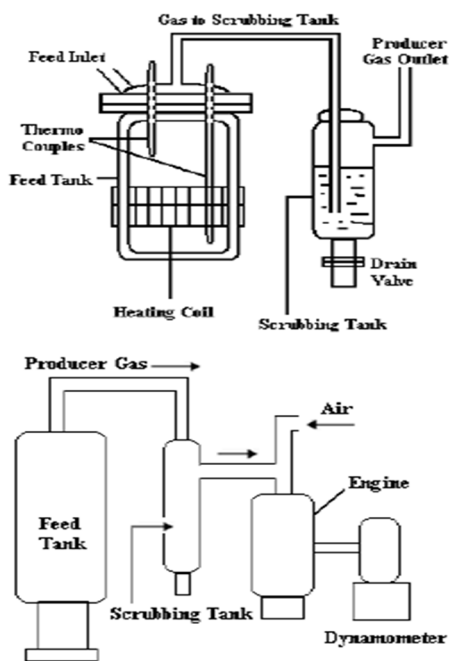 Gas to Scrubbing Tank
Producer
Gas Outlet
Feed Inlet
Thermo
Couples
Feed Tank
Drain
Valve
Heating Coil
Scrubbing Tank
Producer Gas
Air
Engine
Feed
Tank
Scrubbing Tank
Dynamometer